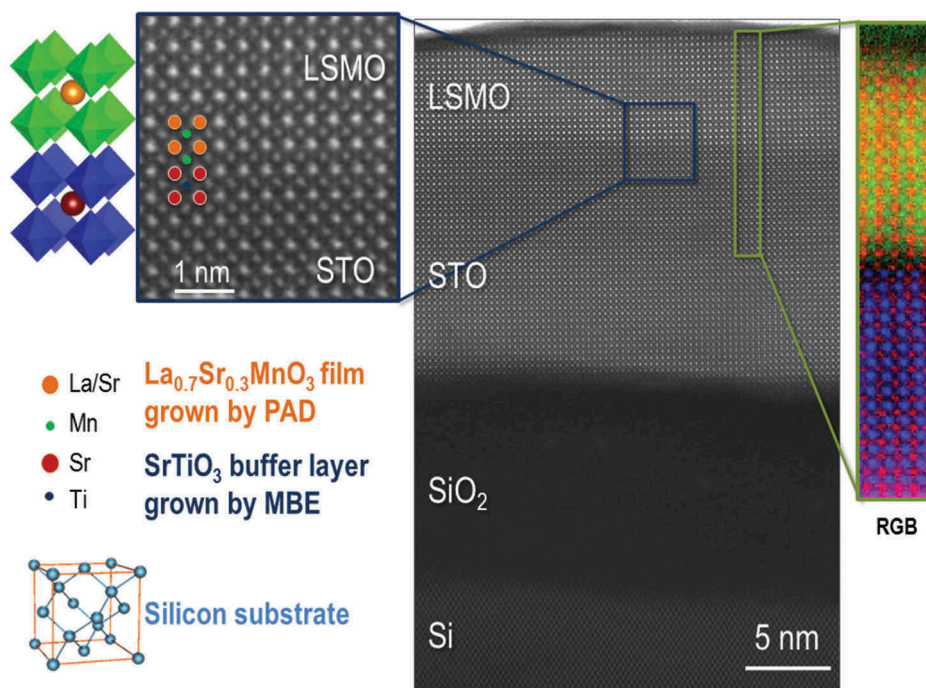 LSMO
STO
1 nm
La/Sr
Mn
Sr
Ti
La₀.₇Sr₀.₃MnO₃ film
grown by PAD
SrTiO₃ buffer layer
grown by MBE
Silicon substrate
LSMO
STO
SiO₂
Si
5 nm
RGB